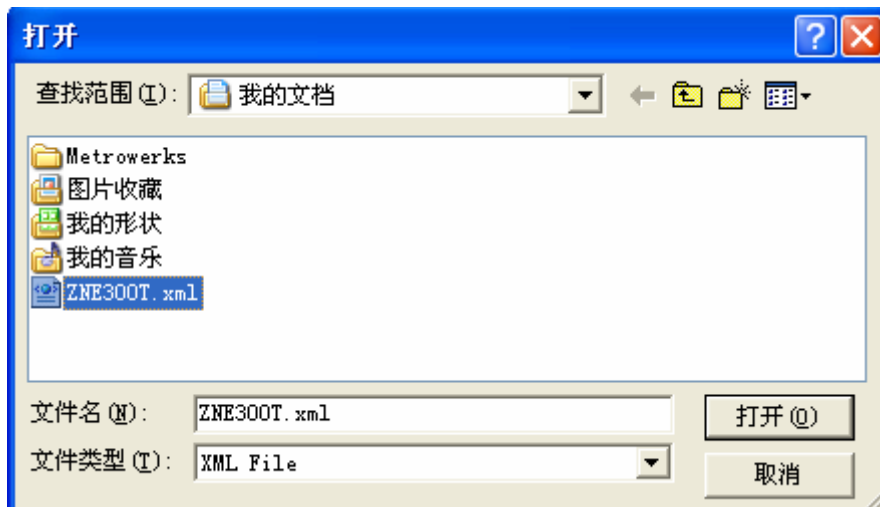 打开
查找范围(I): 我的文档
Metrowerks
图片收藏
我的形状
我的音乐
ZNE300T.xml
文件名(N): ZNE300T.xml 打开(O)
文件类型(T): XML File 取消